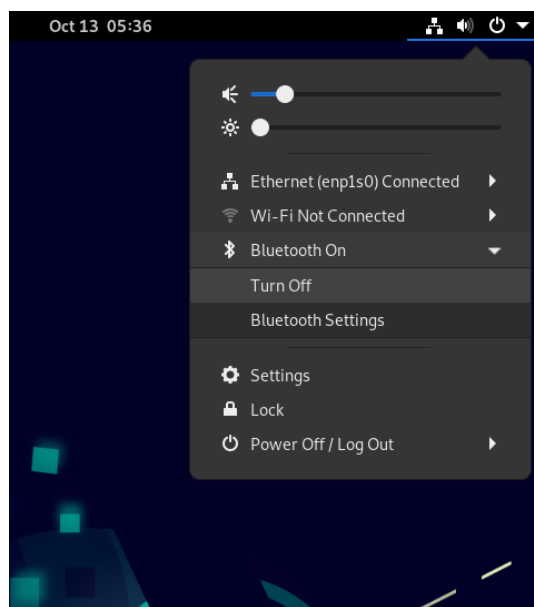 Oct 13 05:36
Ethernet (enp1s0) Connected
Wi-Fi Not Connected
Bluetooth On
Turn Off
Bluetooth Settings
Settings
Lock
Power Off / Log Out